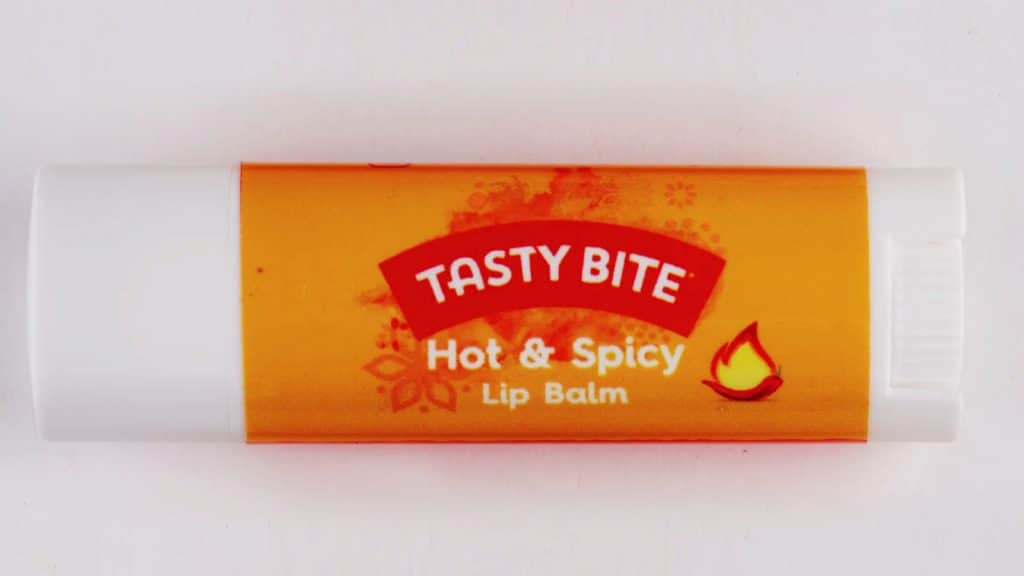 TASTY BITE
Hot & Spicy
Lip Balm